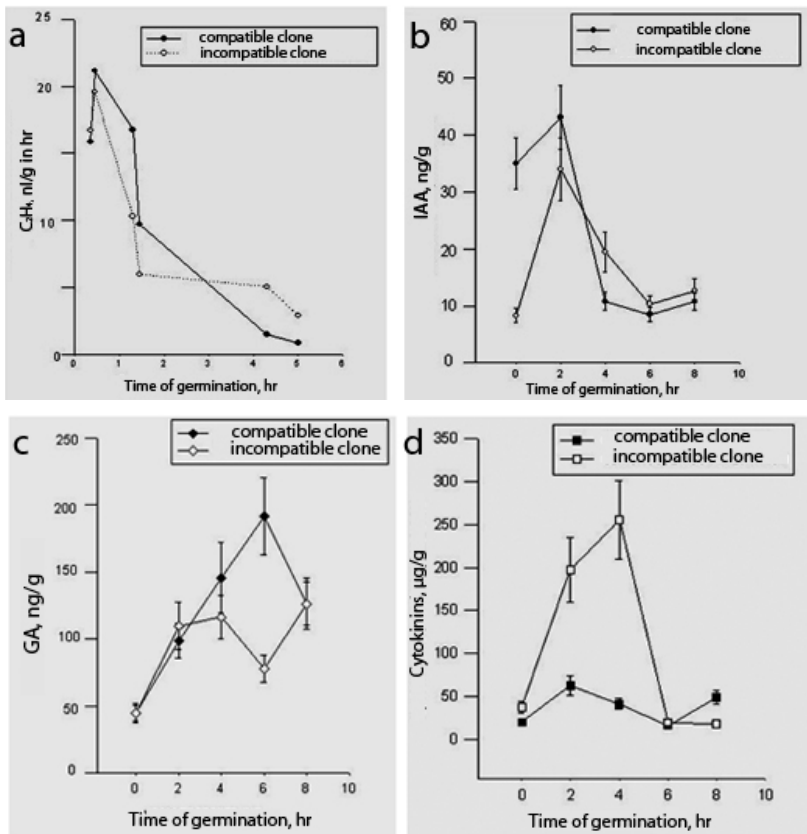 a
compatible clone
incompatible clone
C₂H₄, nl/g in hr
25
20
10
0
0 1 2 3 4 5 6
Time of germination, hr
b
compatible clone
incompatible clone
IAA, ng/g
60
50
40
30
20
10
0
0 2 4 6 8 10
Time of germination, hr
c
compatible clone
incompatible clone
GA, ng/g
250
200
150
100
50
0
0 2 4 6 8 10
Time of germination, hr
d
compatible clone
incompatible clone
Cytokinins, µg/g
350
300
250
200
150
100
50
0
0 2 4 6 8 10
Time of germination, hr